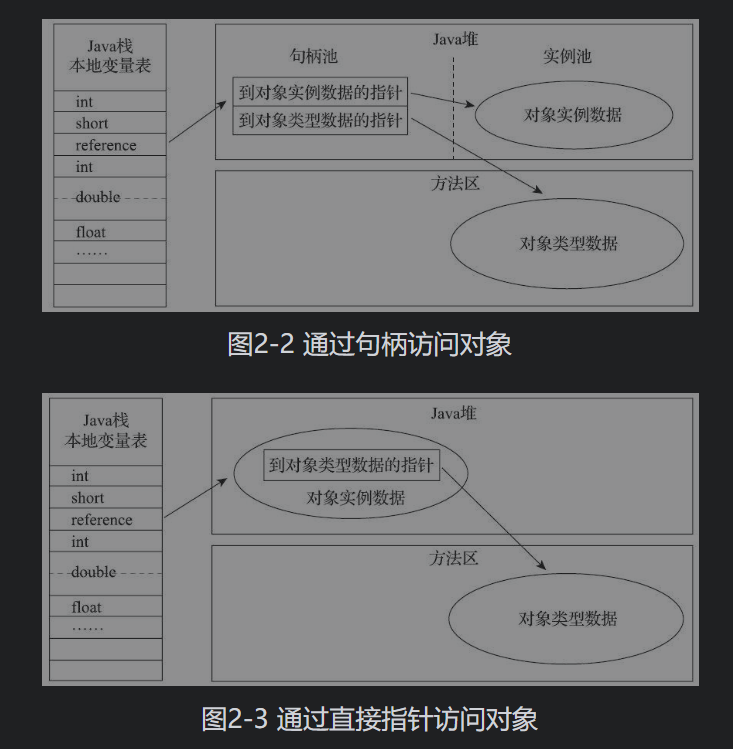 Java栈
本地变量表
int
short
reference
int
double
float
……
Java堆
句柄池
实例池
到对象实例数据的指针
到对象类型数据的指针
对象实例数据
方法区
对象类型数据
图2-2 通过句柄访问对象
Java栈
本地变量表
int
short
reference
int
double
float
……
Java堆
到对象类型数据的指针
对象实例数据
方法区
对象类型数据
图2-3 通过直接指针访问对象